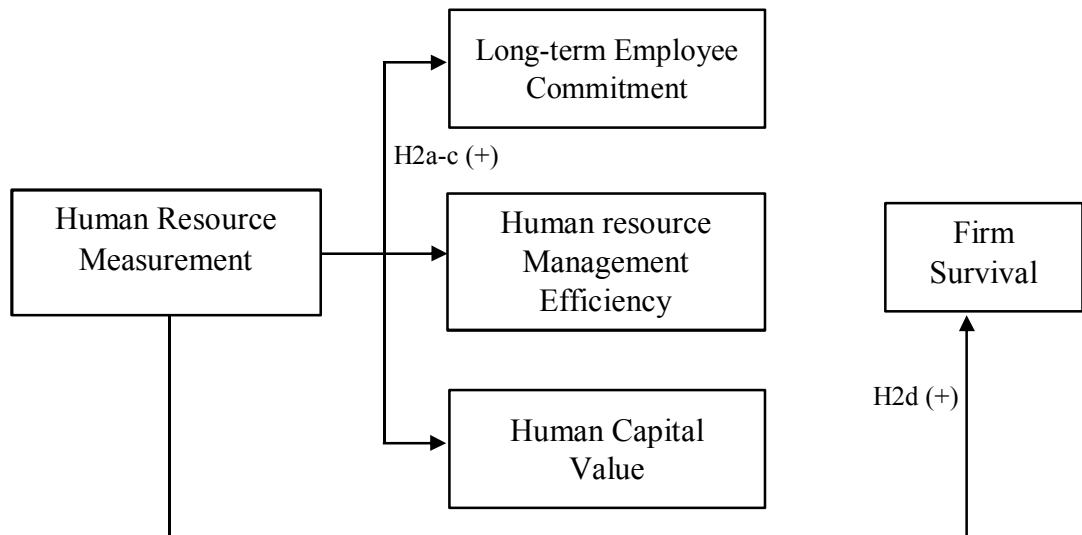 Long-term Employee
Commitment
H2a-c (+)
Human Resource
Measurement
Human resource
Management
Efficiency
Firm
Survival
H2d (+)
Human Capital
Value